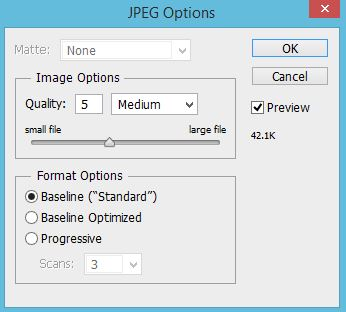 JPEG Options
Matte: None
OK
Cancel
Preview
42.1K
Image Options
Quality: 5 Medium
small file large file
Format Options
Baseline (“Standard”)
Baseline Optimized
Progressive
Scans: 3